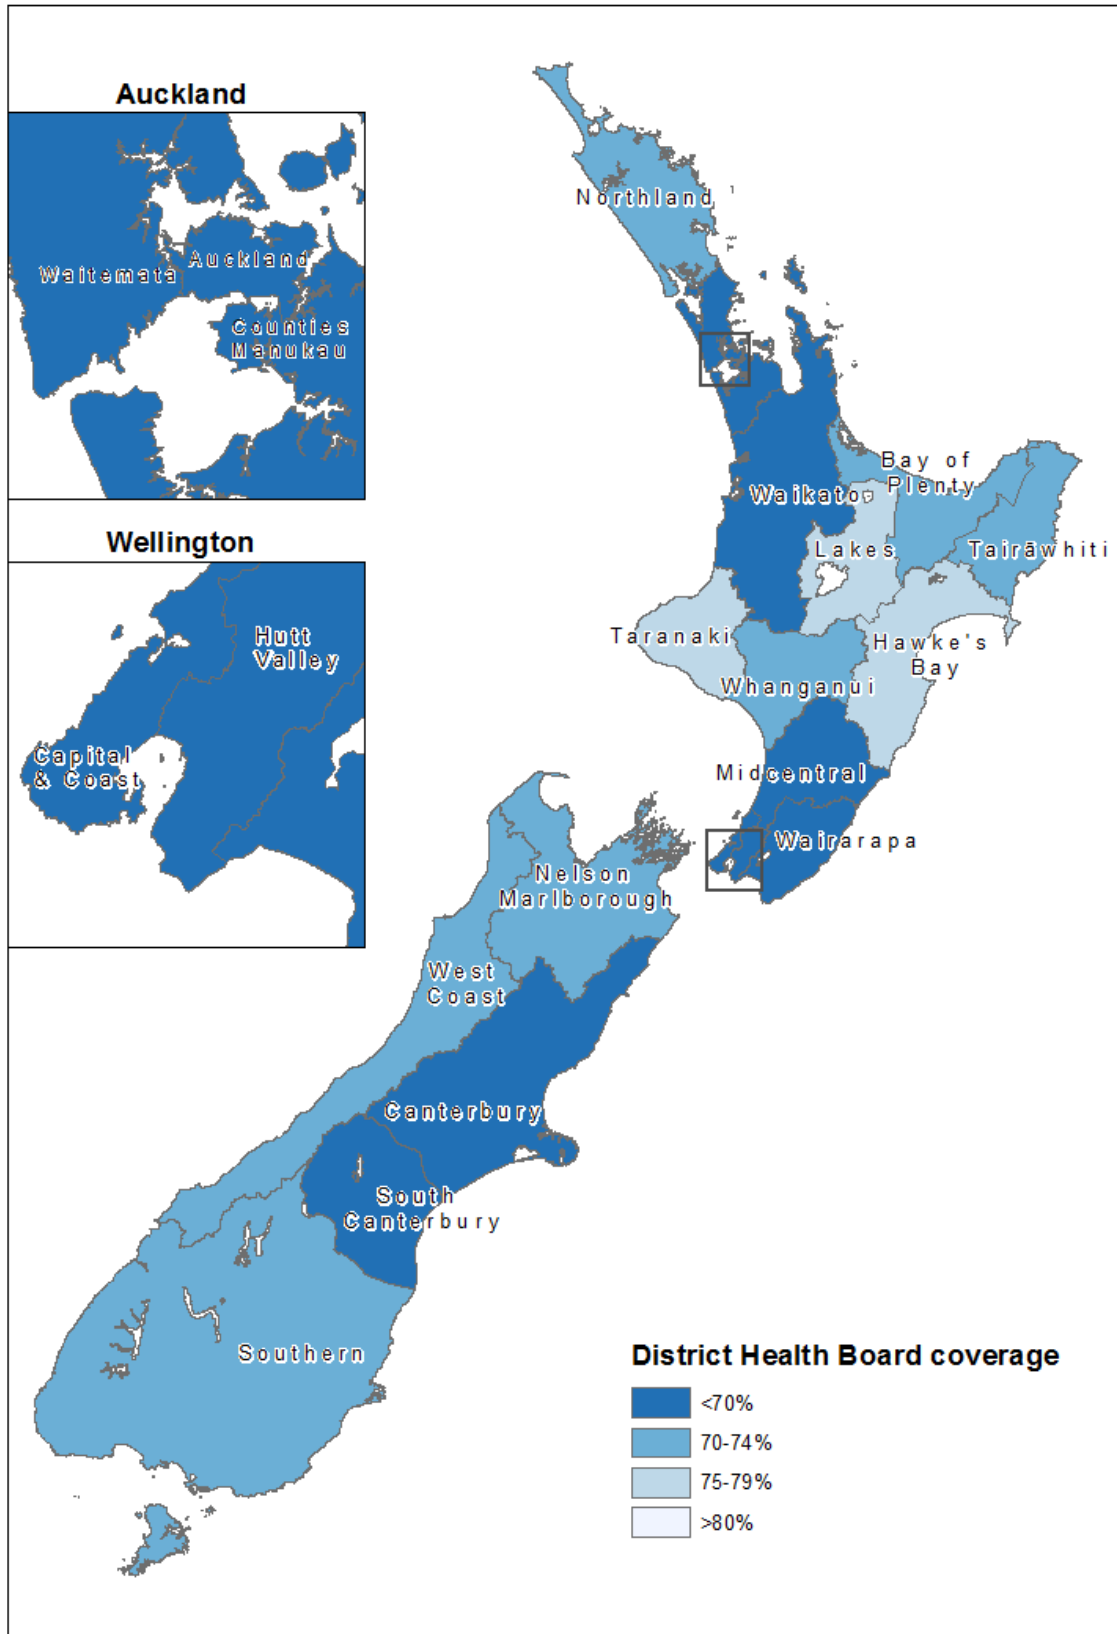 Auckland
Waitemata
Auckland
Counties
Manukau
Wellington
Hutt
Valley
Capital
& Coast
Northland
Bay of
Plenty
Waikato
Lakes
Tairāwhiti
Taranaki
Hawke's
Bay
Whanganui
Midcentral
Wairarapa
Nelson
Marlborough
West
Coast
Canterbury
South
Canterbury
Southern
District Health Board coverage
<70%
70-74%
75-79%
>80%